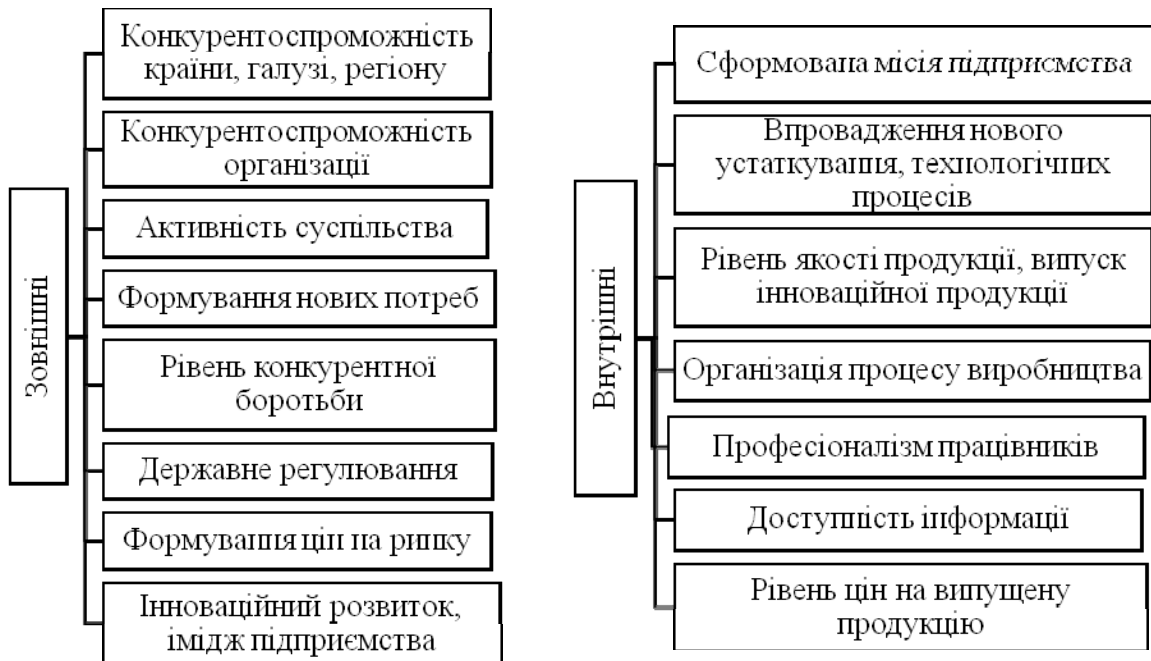 Зовнішні
Конкурентоспроможність
країни, галузі, регіону
Конкурентоспроможність
організації
Активність суспільства
Формування нових потреб
Рівень конкурентної
боротьби
Державне регулювання
Формування цін на ринку
Інноваційний розвиток,
імідж підприємства
Внутрішні
Сформована місія підприємства
Впровадження нового
устаткування, технологічних
процесів
Рівень якості продукції, випуск
інноваційної продукції
Організація процесу виробництва
Професіоналізм працівників
Доступність інформації
Рівень цін на випущену
продукцію